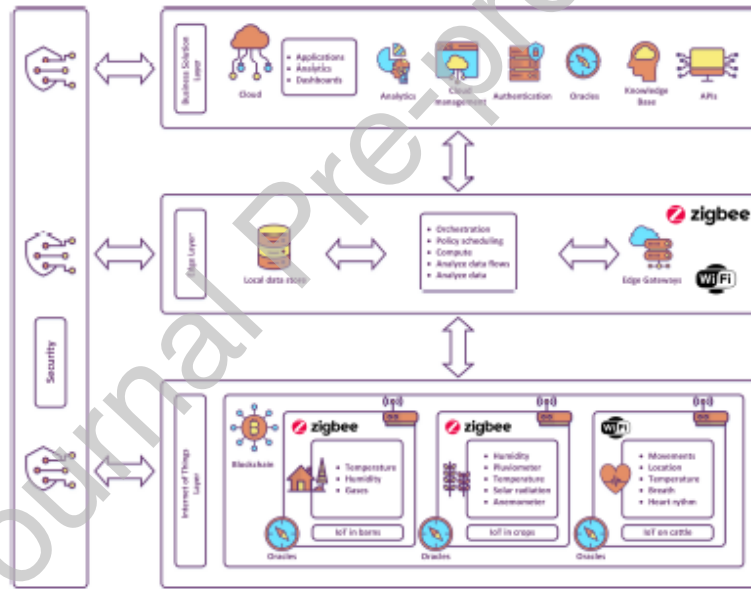 Business Solution
Layer
Cloud
• Applications
• Analytics
• Dashboards
Analytics
Cloud
management
Authentication
Oracles
Knowledge
Base
APIs
Edge Layer
Local data store
• Orchestration
• Policy scheduling
• Compute
• Analyze data flows
• Analyze data
zigbee
Edge Gateways
WiFi
Security
Internet of Things
Layer
Blockchain
zigbee
• Temperature
• Humidity
• Gases
IoT in barns
Oracles
zigbee
• Humidity
• Pluviometer
• Temperature
• Solar radiation
• Anemometer
IoT in crops
Oracles
WiFi
• Movements
• Location
• Temperature
• Breath
• Heart rythm
IoT on cattle
Oracles
Journal Pre-pr